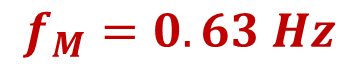 f_M = 0.63 Hz